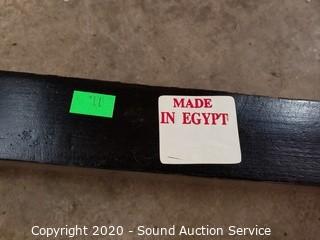 MADE
IN EGYPT
Copyright 2020 - Sound Auction Service